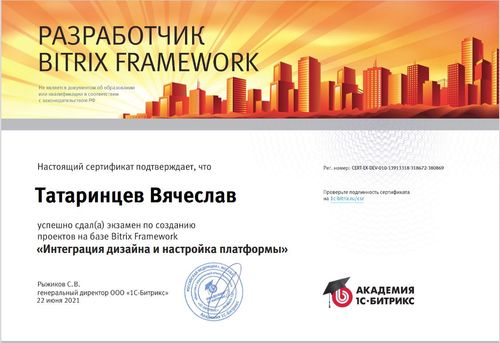 РАЗРАБОТЧИК
BITRIX FRAMEWORK
Не является документом об образовании
или квалификации в соответствии
с законодательством РФ
Настоящий сертификат подтверждает, что
Рег. номер: CERT-EX-DEV-010-13913318-318672-380869
Татаринцев Вячеслав
Проверьте подлинность сертификата
на 1c-bitrix.ru/esr
успешно сдал(а) экзамен по созданию
проектов на базе Bitrix Framework
«Интеграция дизайна и настройка платформы»
Рыжиков С.В.
генеральный директор ООО «1С-Битрикс»
22 июня 2021
АКАДЕМИЯ
1С-БИТРИКС